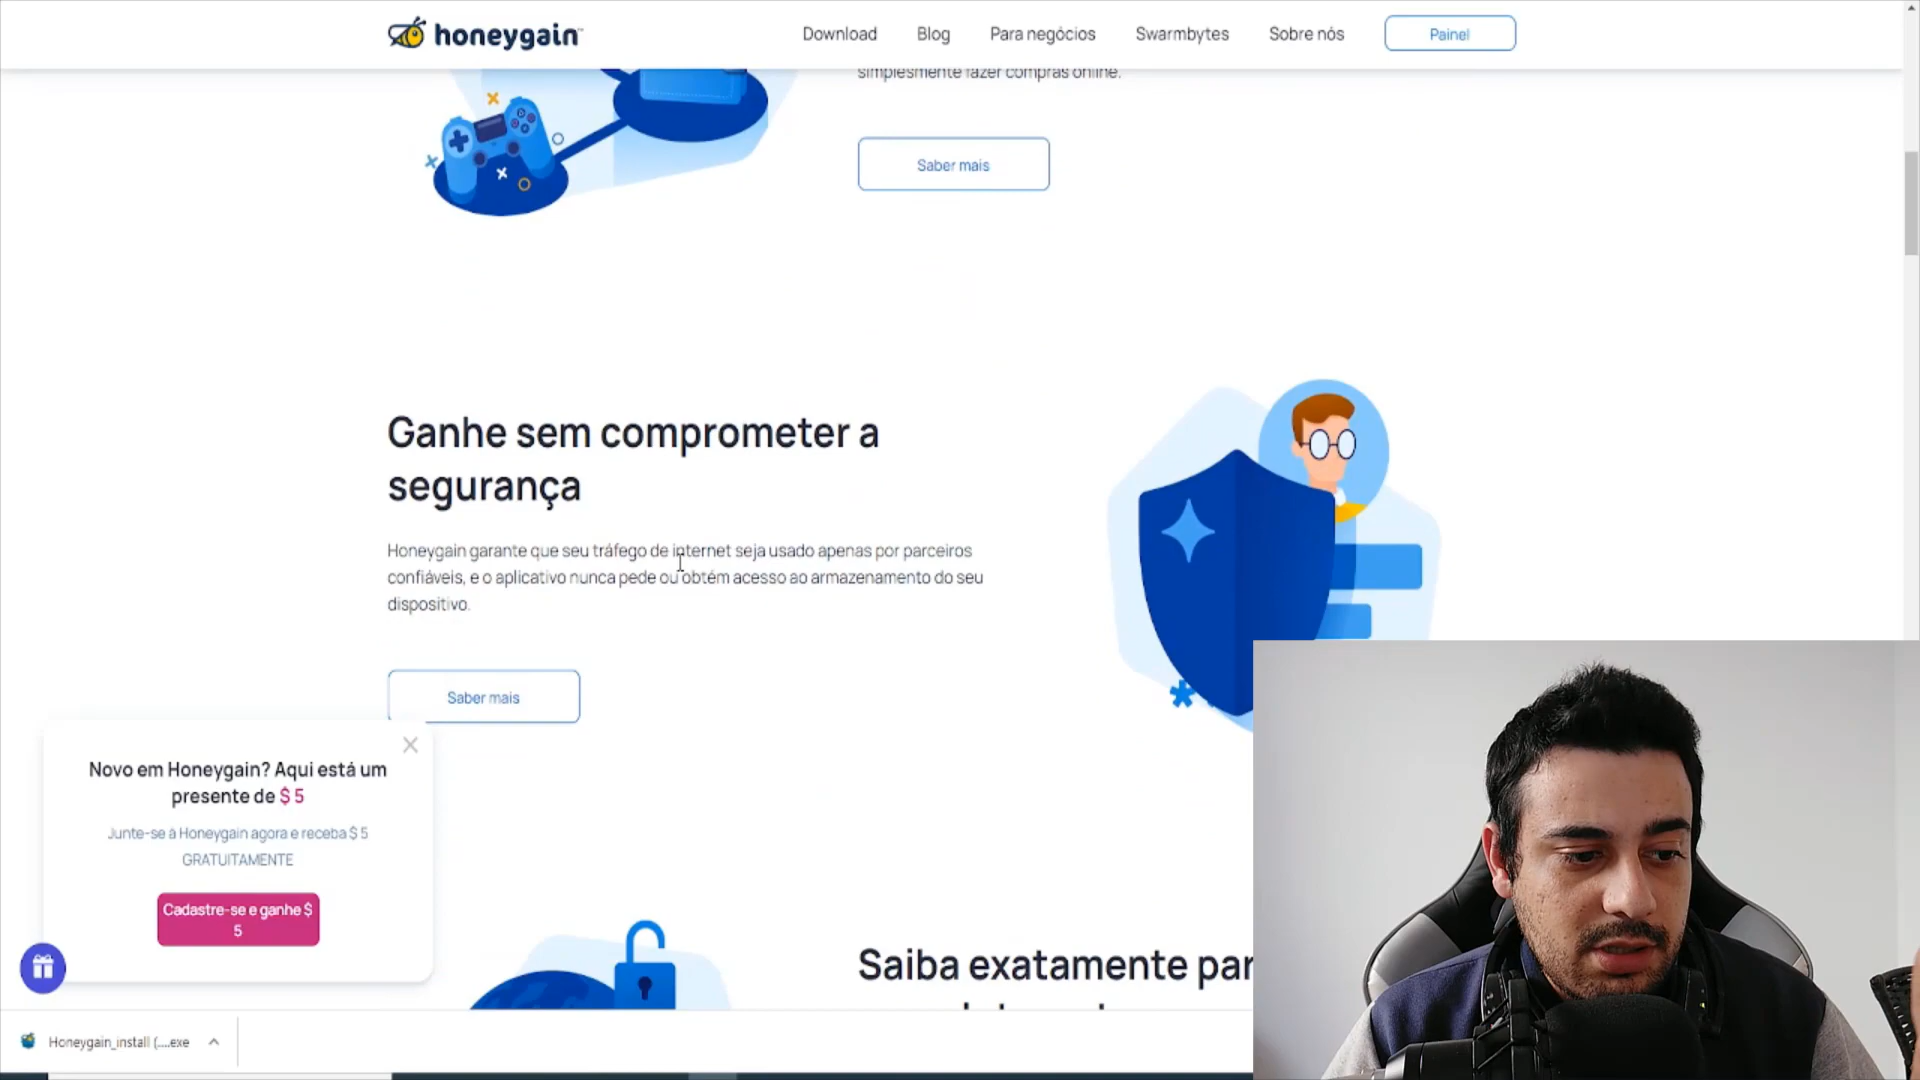 honeygain
Download
Blog
Para negócios
Swarmbytes
Sobre nós
Painel
simplesmente fazer compras online.
Saber mais
Ganhe sem comprometer a
segurança
Honeygain garante que seu tráfego de internet seja usado apenas por parceiros
confiáveis, e o aplicativo nunca pede ou obtém acesso ao armazenamento do seu
dispositivo.
Saber mais
Novo em Honeygain? Aqui está um
presente de $ 5
Junte-se à Honeygain agora e receba $ 5
GRATUITAMENTE
Cadastre-se e ganhe $
5
Saiba exatamente par
Honeygain_install (....exe